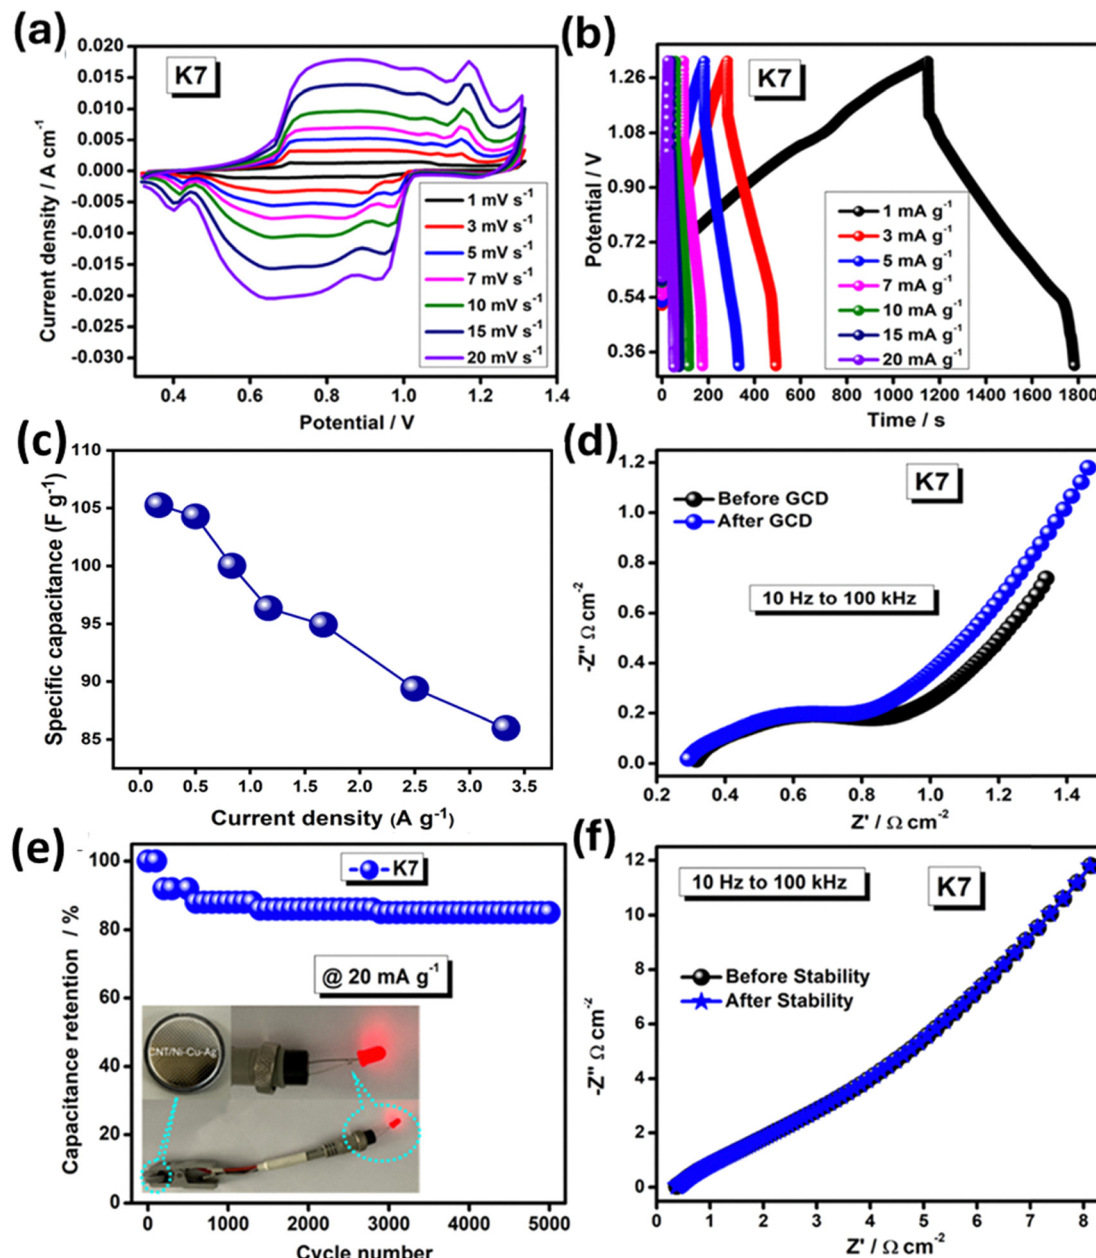 (a)
K7
0.020
0.015
0.010
0.005
0.000
-0.005
-0.010
-0.015
-0.020
-0.025
-0.030
Current density / A cm⁻¹
1 mV s⁻¹
3 mV s⁻¹
5 mV s⁻¹
7 mV s⁻¹
10 mV s⁻¹
15 mV s⁻¹
20 mV s⁻¹
0.4 0.6 0.8 1.0 1.2 1.4
Potential / V
(b)
K7
1.26
1.08
0.90
0.72
0.54
0.36
Potential / V
1 mA g⁻¹
3 mA g⁻¹
5 mA g⁻¹
7 mA g⁻¹
10 mA g⁻¹
15 mA g⁻¹
20 mA g⁻¹
0 200 400 600 800 1000 1200 1400 1600 1800
Time / s
(c)
110
105
100
95
90
85
Specific capacitance (F g⁻¹)
0.0 0.5 1.0 1.5 2.0 2.5 3.0 3.5
Current density (A g⁻¹)
(d)
K7
Before GCD
After GCD
10 Hz to 100 kHz
1.2
1.0
0.8
0.6
0.4
0.2
0.0
-Z" Ω cm⁻²
0.2 0.4 0.6 0.8 1.0 1.2 1.4
Z' / Ω cm⁻²
(e)
K7
100
80
60
40
20
0
Capacitance retention / %
@ 20 mA g⁻¹
CNT/Ni-Cu-Ag
0 1000 2000 3000 4000 5000
Cycle number
(f)
10 Hz to 100 kHz
K7
Before Stability
After Stability
12
10
8
6
4
2
0
-Z" Ω cm⁻²
0 1 2 3 4 5 6 7 8
Z' / Ω cm⁻²